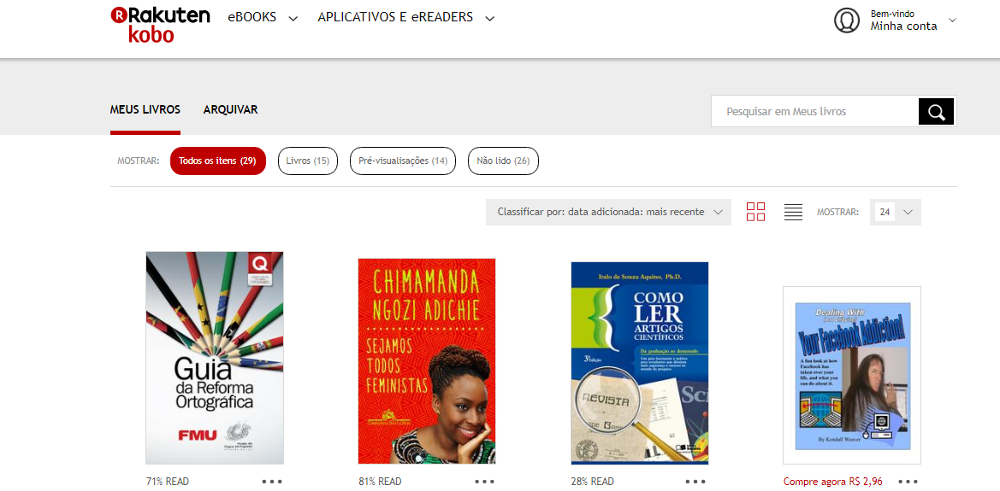 Rakuten
kobo
eBOOKS
APLICATIVOS E eREADERS
Bem-vindo
Minha conta
MEUS LIVROS
ARQUIVAR
Pesquisar em Meus livros
MOSTRAR:
Todos os itens (29)
Livros (15)
Pré-visualisações (14)
Não lido (26)
Classificar por: data adicionada: mais recente
MOSTRAR:
24
Q
Guia
da Reforma
Ortográfica
FMU
71% READ
CHIMAMANDA
NGOZI ADICHIE
SEJAMOS
TODOS
FEMINISTAS
81% READ
Italo de Souza Aquino, Ph.D.
COMO
LER
ARTIGOS
CIENTÍFICOS
Da graduação ao doutorado
3ª Edição
REVISTA
28% READ
Dealing With
Your Facebook Addiction!
A fun look at how
Facebook has
taken over your
life, and what you
can do about it.
By Kendall Weaver
Compre agora R$ 2,96